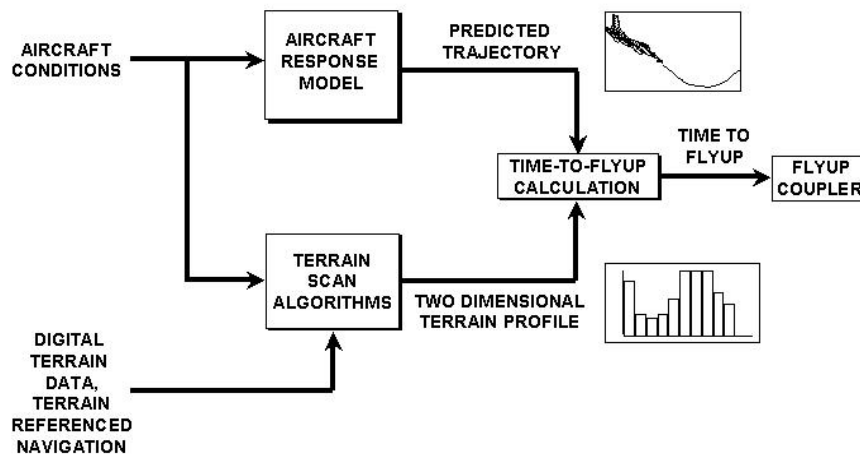 AIRCRAFT
CONDITIONS
AIRCRAFT
RESPONSE
MODEL
PREDICTED
TRAJECTORY
TIME-TO-FLYUP
CALCULATION
TIME TO
FLYUP
FLYUP
COUPLER
TERRAIN
SCAN
ALGORITHMS
TWO DIMENSIONAL
TERRAIN PROFILE
DIGITAL
TERRAIN
DATA,
TERRAIN
REFERENCED
NAVIGATION